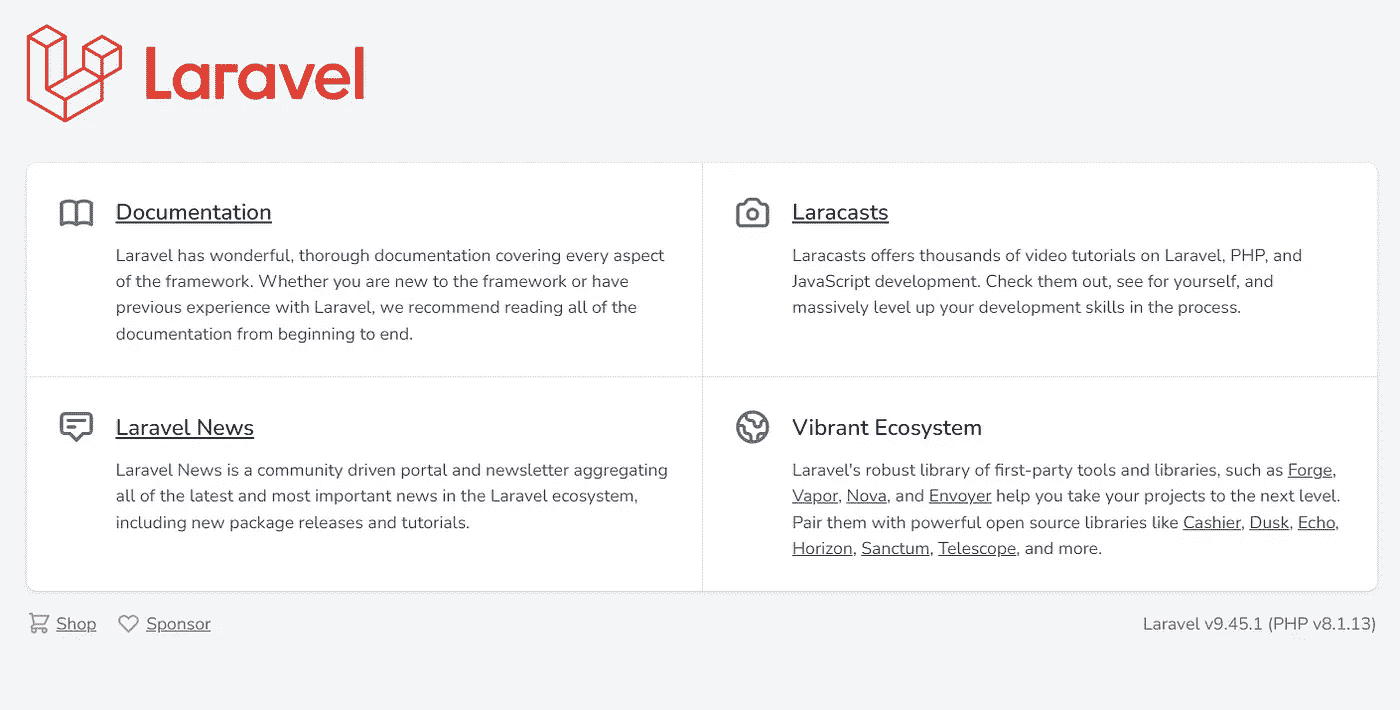 Laravel
Documentation
Laravel has wonderful, thorough documentation covering every aspect
of the framework. Whether you are new to the framework or have
previous experience with Laravel, we recommend reading all of the
documentation from beginning to end.
Laracasts
Laracasts offers thousands of video tutorials on Laravel, PHP, and
JavaScript development. Check them out, see for yourself, and
massively level up your development skills in the process.
Laravel News
Laravel News is a community driven portal and newsletter aggregating
all of the latest and most important news in the Laravel ecosystem,
including new package releases and tutorials.
Vibrant Ecosystem
Laravel's robust library of first-party tools and libraries, such as Forge,
Vapor, Nova, and Envoyer help you take your projects to the next level.
Pair them with powerful open source libraries like Cashier, Dusk, Echo,
Horizon, Sanctum, Telescope, and more.
Shop
Sponsor
Laravel v9.45.1 (PHP v8.1.13)